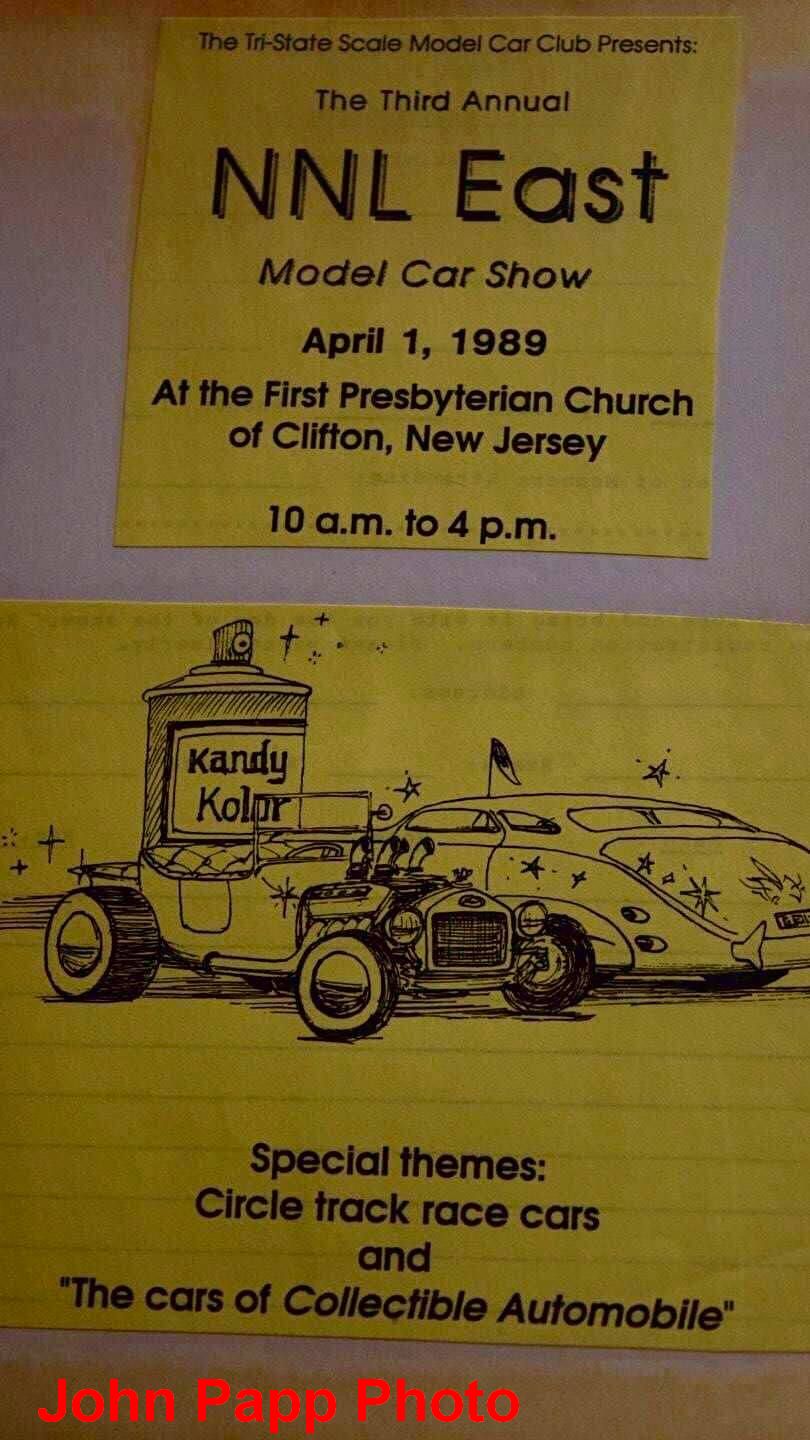 The Tri-State Scale Model Car Club Presents:
The Third Annual
NNL East
Model Car Show
April 1, 1989
At the First Presbyterian Church
of Clifton, New Jersey
10 a.m. to 4 p.m.
Kandy
Kolor
Special themes:
Circle track race cars
and
"The cars of Collectible Automobile"
John Papp Photo